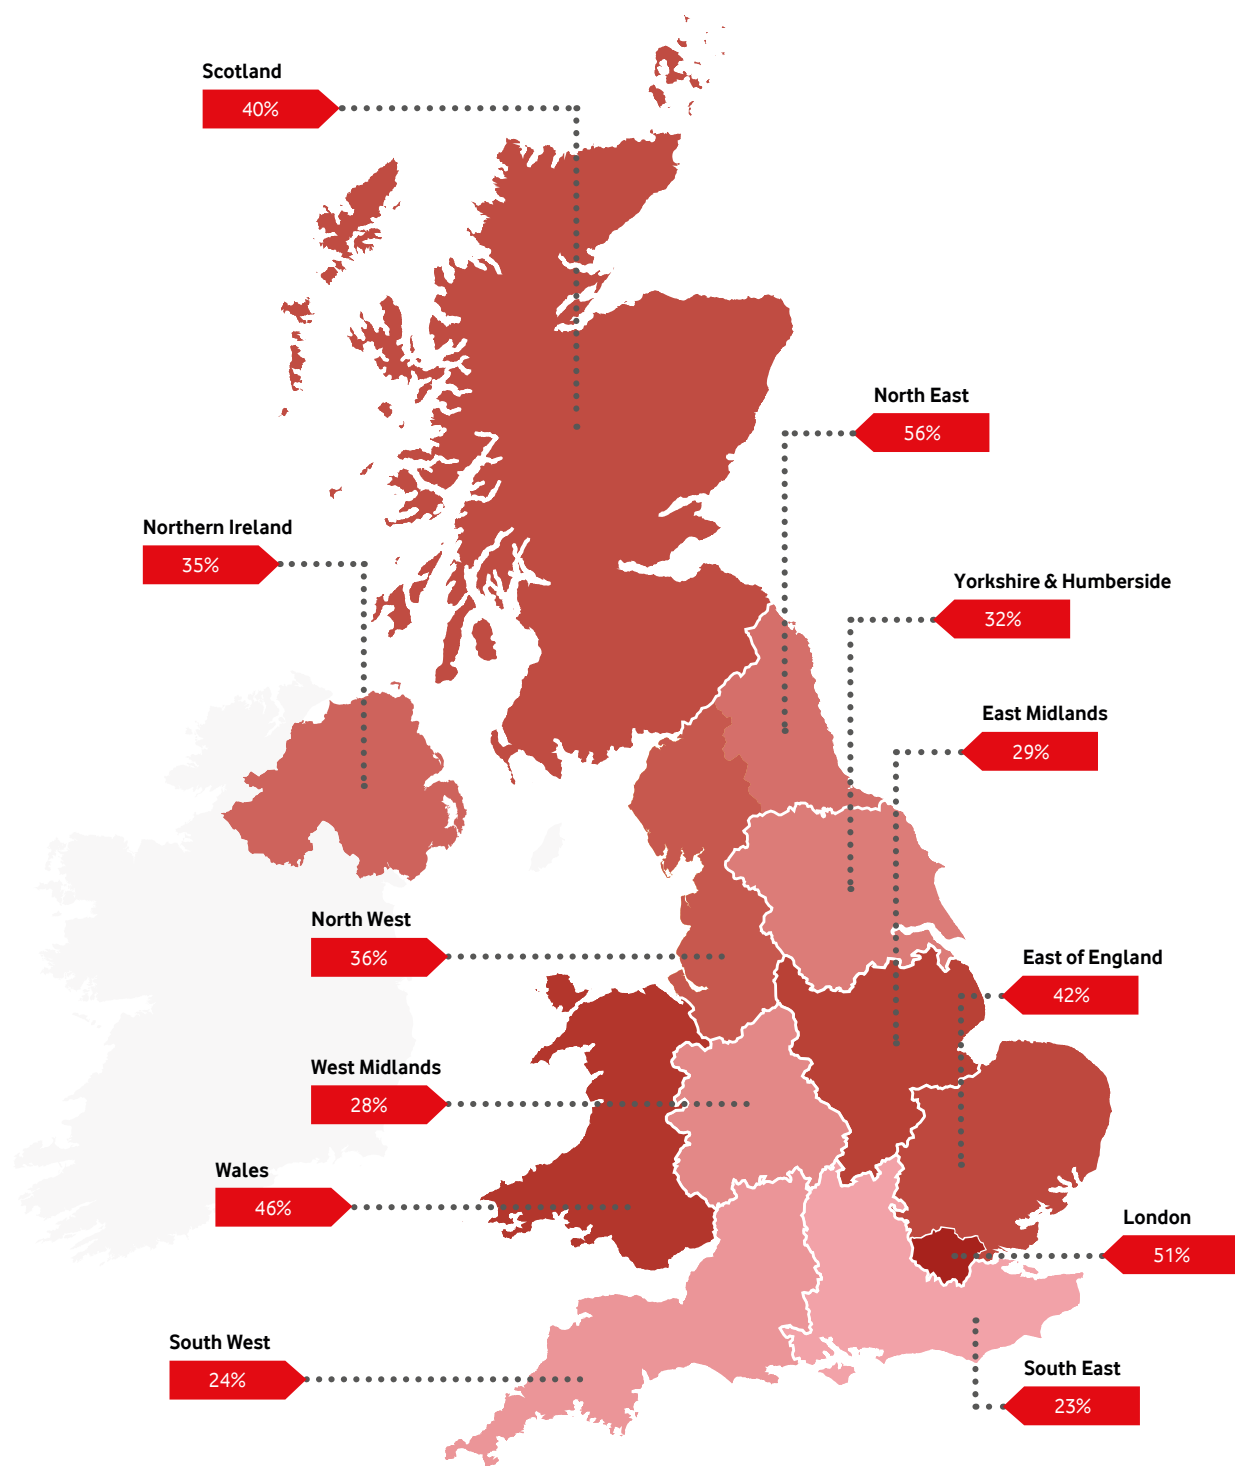 Scotland
40%
North East
56%
Northern Ireland
35%
Yorkshire & Humberside
32%
East Midlands
29%
North West
36%
East of England
42%
West Midlands
28%
Wales
46%
London
51%
South West
24%
South East
23%